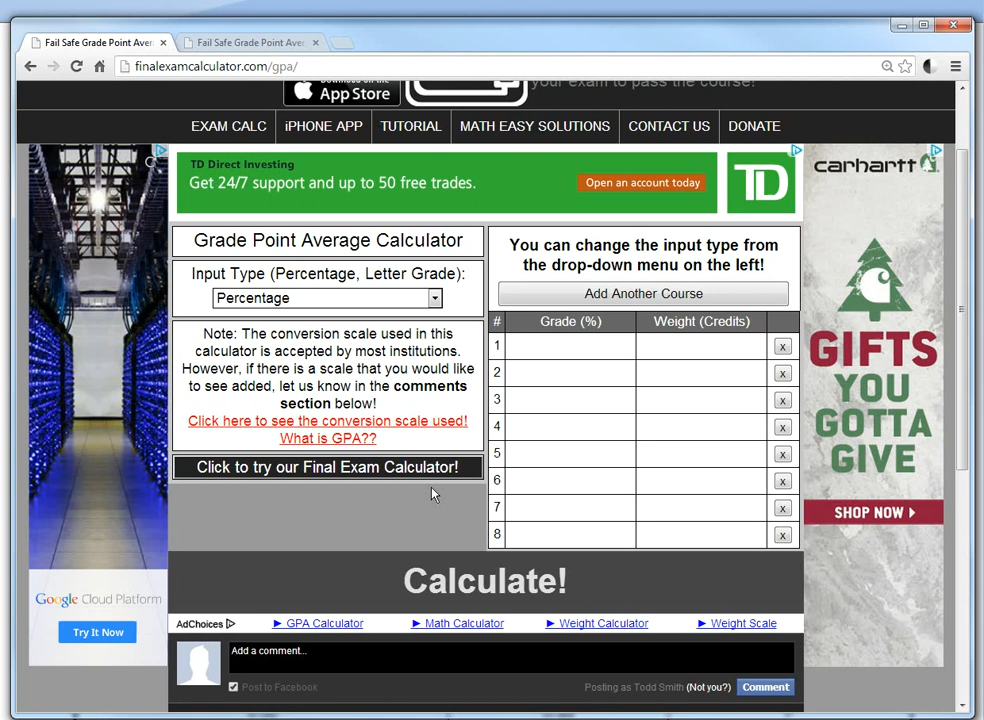 Fail Safe Grade Point Aver
Fail Safe Grade Point Aver
finalexamcalculator.com/gpa/
App Store
your exam to pass the course!
EXAM CALC
iPHONE APP
TUTORIAL
MATH EASY SOLUTIONS
CONTACT US
DONATE
TD Direct Investing
Get 24/7 support and up to 50 free trades.
Open an account today
TD
carhartt
Grade Point Average Calculator
Input Type (Percentage, Letter Grade):
Percentage
Note: The conversion scale used in this
calculator is accepted by most institutions.
However, if there is a scale that you would like
to see added, let us know in the comments
section below!
Click here to see the conversion scale used!
What is GPA??
Click to try our Final Exam Calculator!
You can change the input type from
the drop-down menu on the left!
Add Another Course
# Grade (%) Weight (Credits)
1 x
2 x
3 x
4 x
5 x
6 x
7 x
8 x
GIFTS
YOU
GOTTA
GIVE
SHOP NOW
Google Cloud Platform
Try It Now
Calculate!
AdChoices
► GPA Calculator
► Math Calculator
► Weight Calculator
► Weight Scale
Add a comment...
Post to Facebook
Posting as Todd Smith (Not you?)
Comment